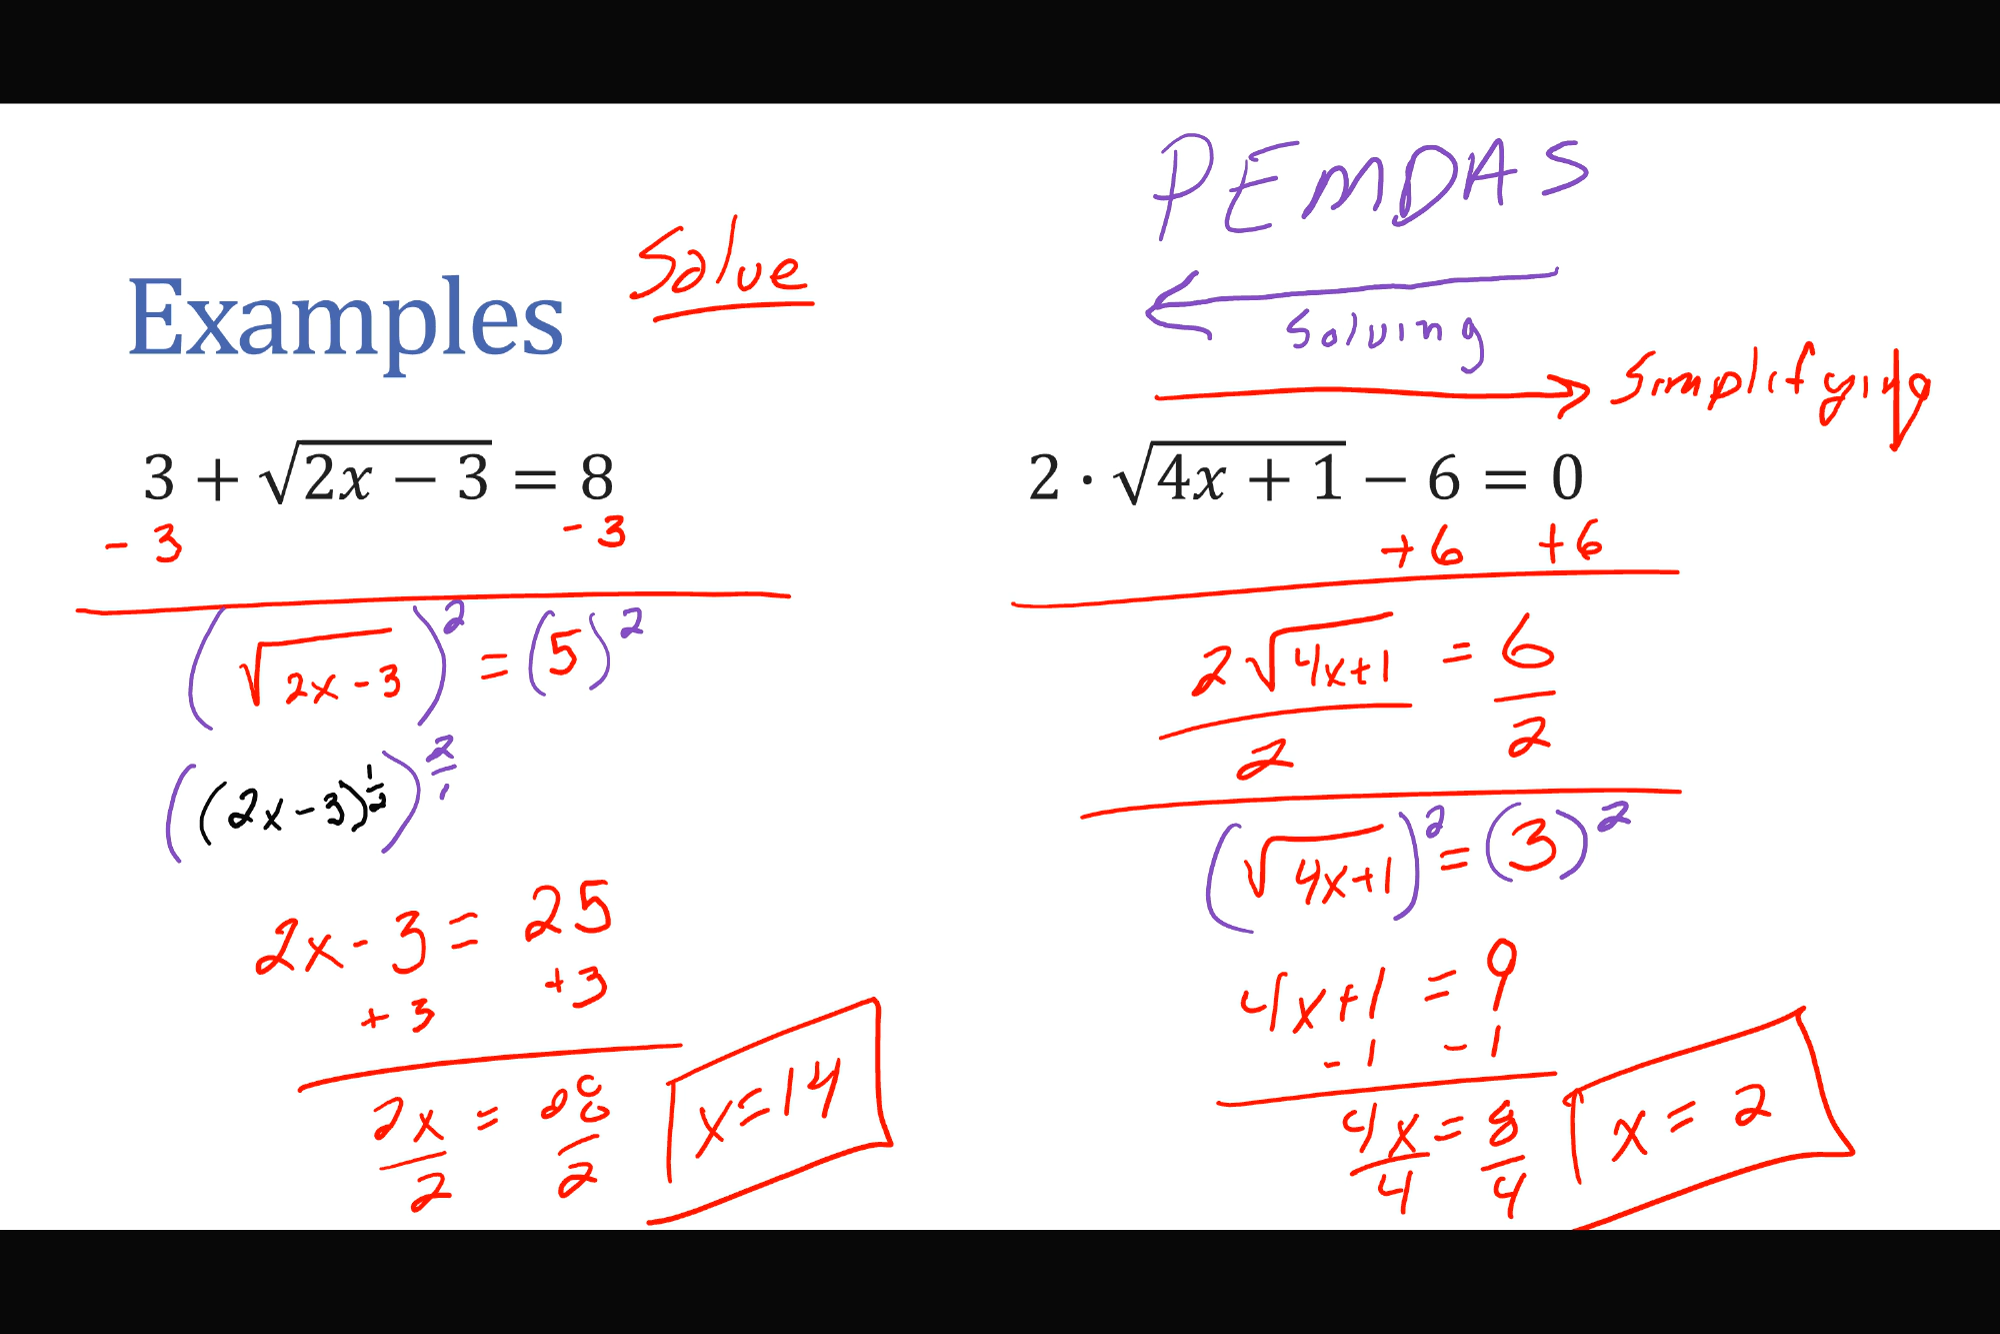 PEMDAS
Examples Solve
Solving
Simplifying
3 + √(2x − 3) = 8
− 3 − 3
(√(2x − 3))² = (5)²
((2x − 3)^(1/2))^(2/1)
2x − 3 = 25
+ 3 + 3
2x/2 = 28/2
x = 14
2 · √(4x + 1) − 6 = 0
+ 6 + 6
2√(4x + 1)/2 = 6/2
(√(4x + 1))² = (3)²
4x + 1 = 9
− 1 − 1
4x/4 = 8/4
x = 2